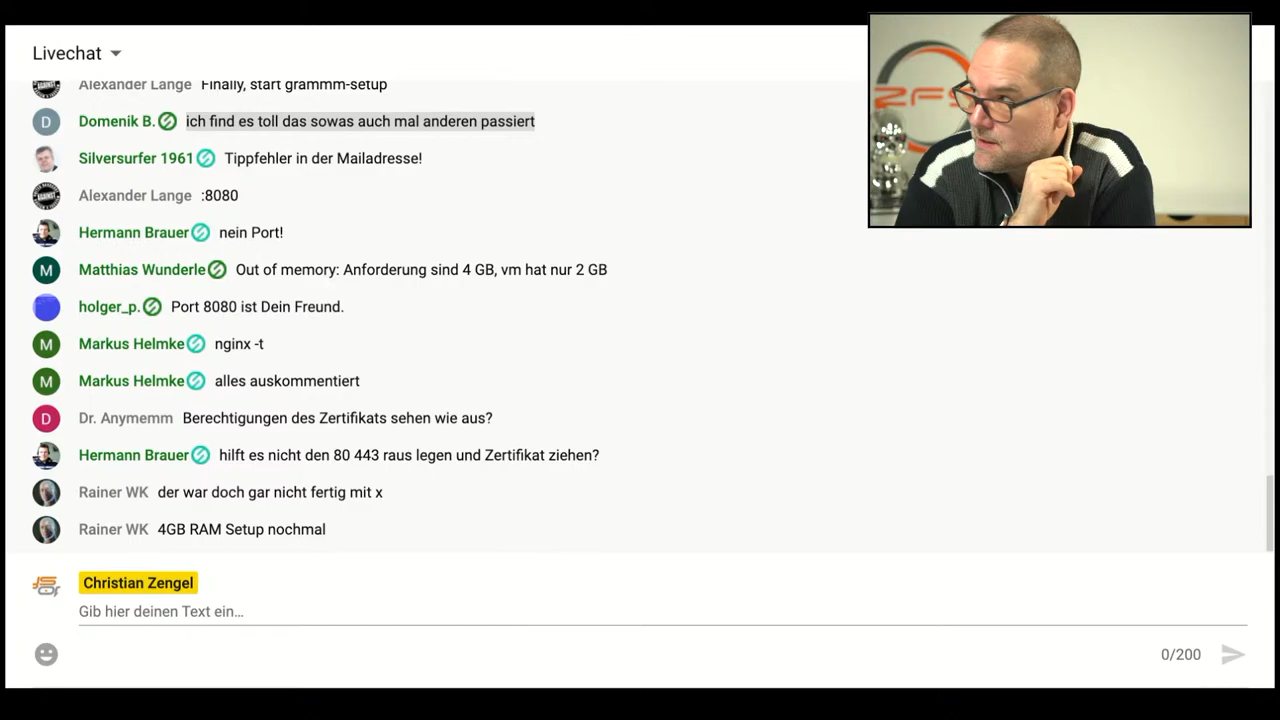 Livechat
Alexander Lange Finally, start grammm-setup
D Domenik B. ich find es toll das sowas auch mal anderen passiert
Silversurfer 1961 Tippfehler in der Mailadresse!
Alexander Lange :8080
Hermann Brauer nein Port!
M Matthias Wunderle Out of memory: Anforderung sind 4 GB, vm hat nur 2 GB
holger_p. Port 8080 ist Dein Freund.
M Markus Helmke nginx -t
M Markus Helmke alles auskommentiert
D Dr. Anymemm Berechtigungen des Zertifikats sehen wie aus?
Hermann Brauer hilft es nicht den 80 443 raus legen und Zertifikat ziehen?
Rainer WK der war doch gar nicht fertig mit x
Rainer WK 4GB RAM Setup nochmal
Christian Zengel
Gib hier deinen Text ein...
0/200
ZFS